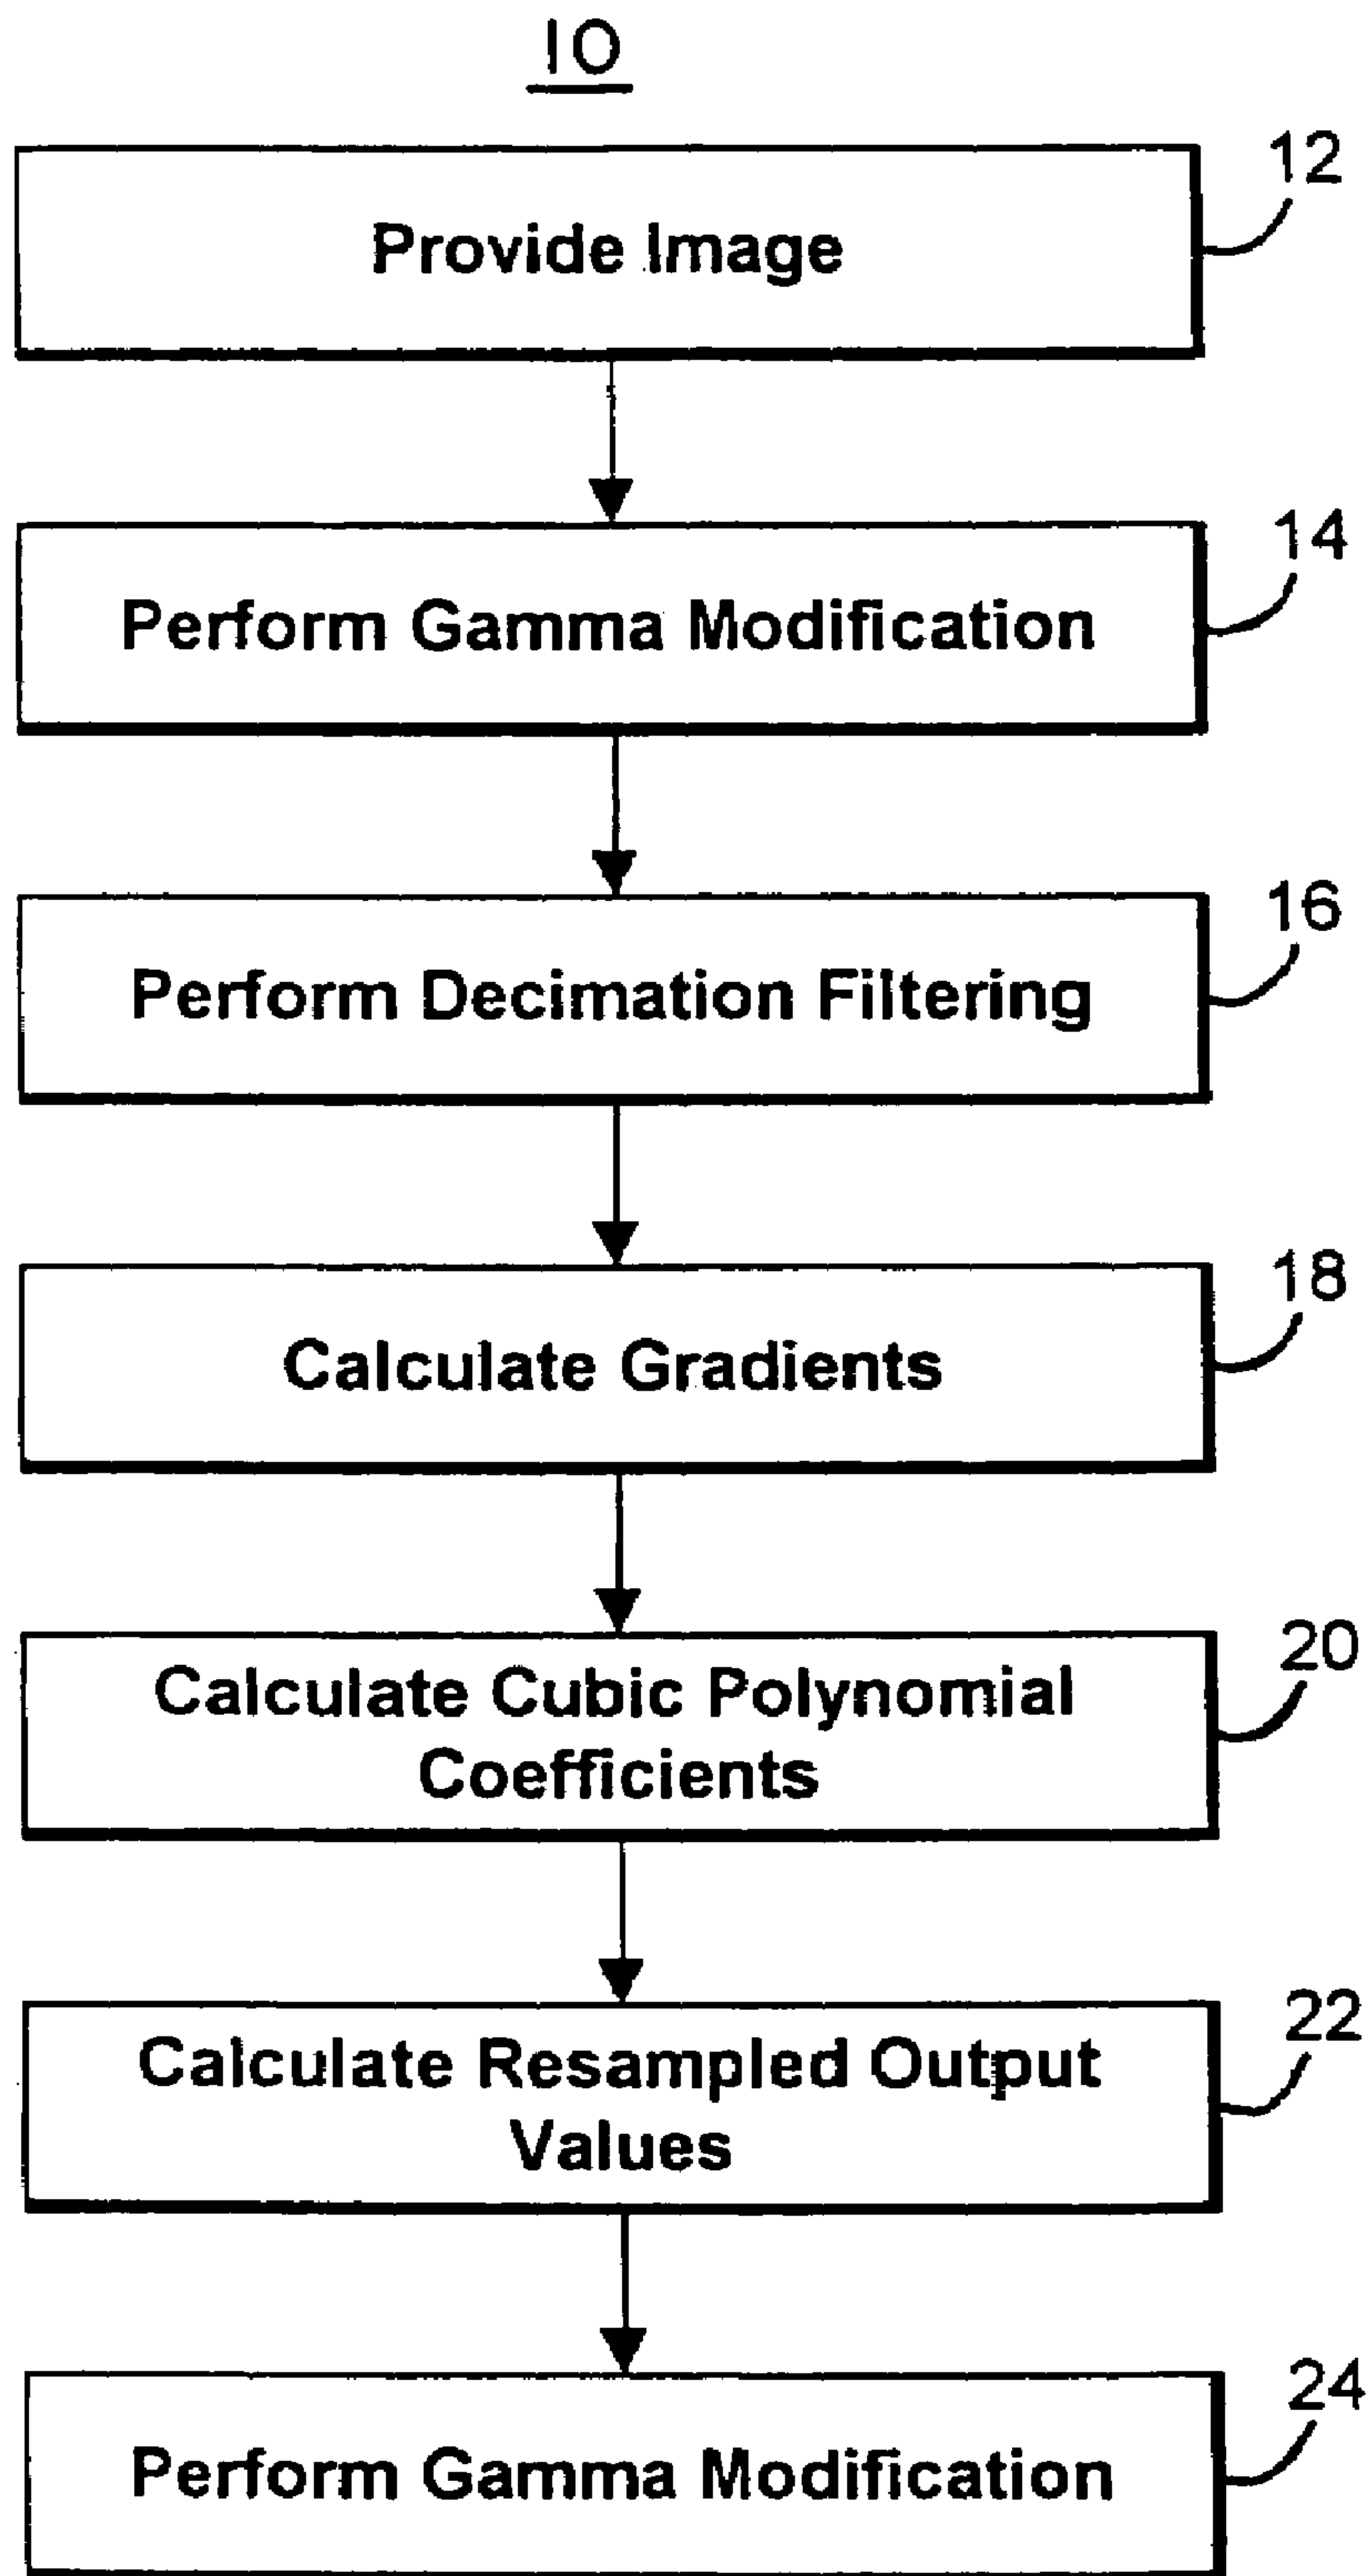 10
Provide Image
12
Perform Gamma Modification
14
Perform Decimation Filtering
16
Calculate Gradients
18
Calculate Cubic Polynomial
Coefficients
20
Calculate Resampled Output
Values
22
Perform Gamma Modification
24